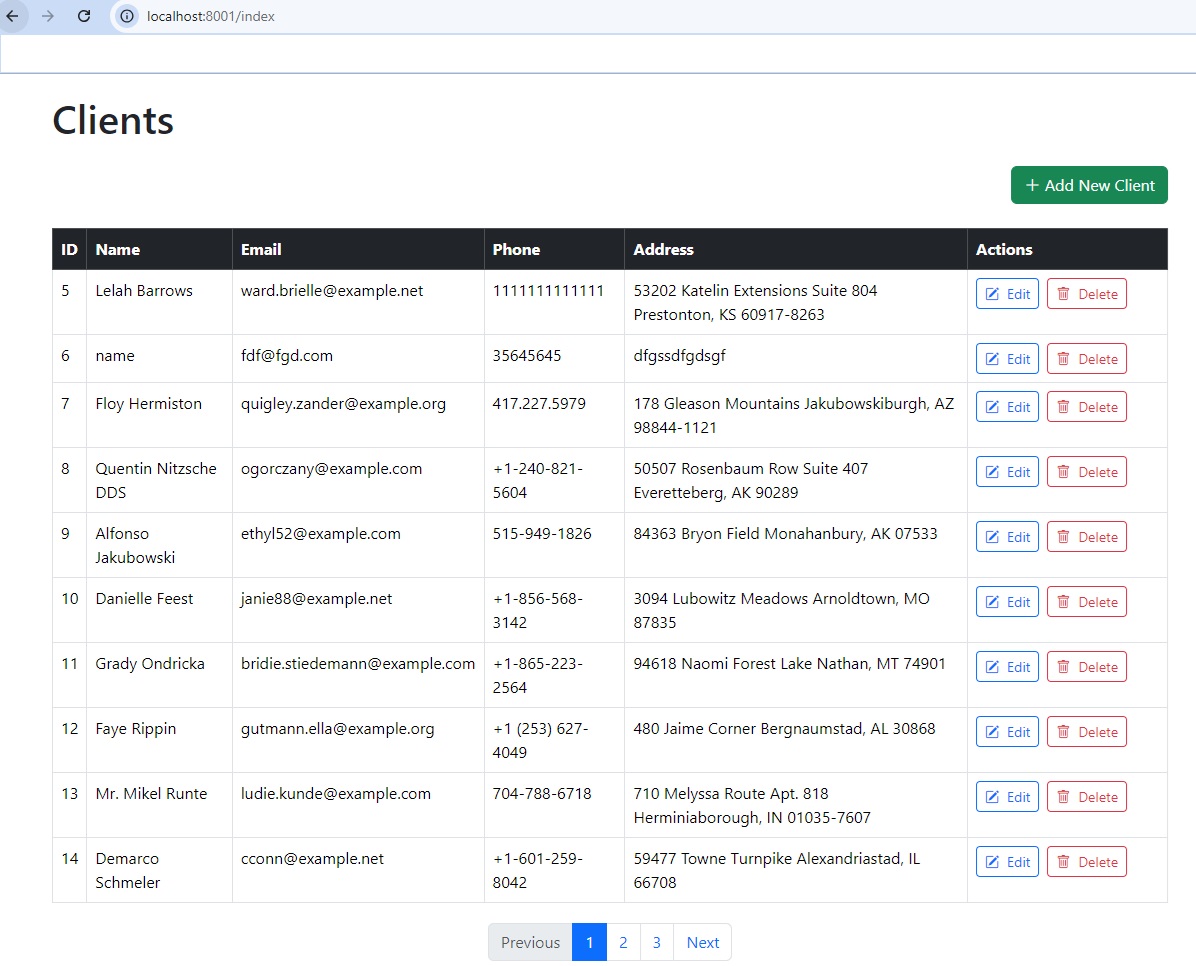 localhost:8001/index
Clients
+ Add New Client
ID Name Email Phone Address Actions
5 Lelah Barrows ward.brielle@example.net 1111111111111 53202 Katelin Extensions Suite 804 Edit Delete
Prestonton, KS 60917-8263
6 name fdf@fgd.com 35645645 dfgssdfgdsgf Edit Delete
7 Floy Hermiston quigley.zander@example.org 417.227.5979 178 Gleason Mountains Jakubowskiburgh, AZ Edit Delete
98844-1121
8 Quentin Nitzsche ogorczany@example.com +1-240-821- 50507 Rosenbaum Row Suite 407 Edit Delete
DDS 5604 Everetteberg, AK 90289
9 Alfonso ethyl52@example.com 515-949-1826 84363 Bryon Field Monahanbury, AK 07533 Edit Delete
Jakubowski
10 Danielle Feest janie88@example.net +1-856-568- 3094 Lubowitz Meadows Arnoldtown, MO Edit Delete
3142 87835
11 Grady Ondricka bridie.stiedemann@example.com +1-865-223- 94618 Naomi Forest Lake Nathan, MT 74901 Edit Delete
2564
12 Faye Rippin gutmann.ella@example.org +1 (253) 627- 480 Jaime Corner Bergnaumstad, AL 30868 Edit Delete
4049
13 Mr. Mikel Runte ludie.kunde@example.com 704-788-6718 710 Melyssa Route Apt. 818 Edit Delete
Herminiaborough, IN 01035-7607
14 Demarco cconn@example.net +1-601-259- 59477 Towne Turnpike Alexandriastad, IL Edit Delete
Schmeler 8042 66708
Previous 1 2 3 Next